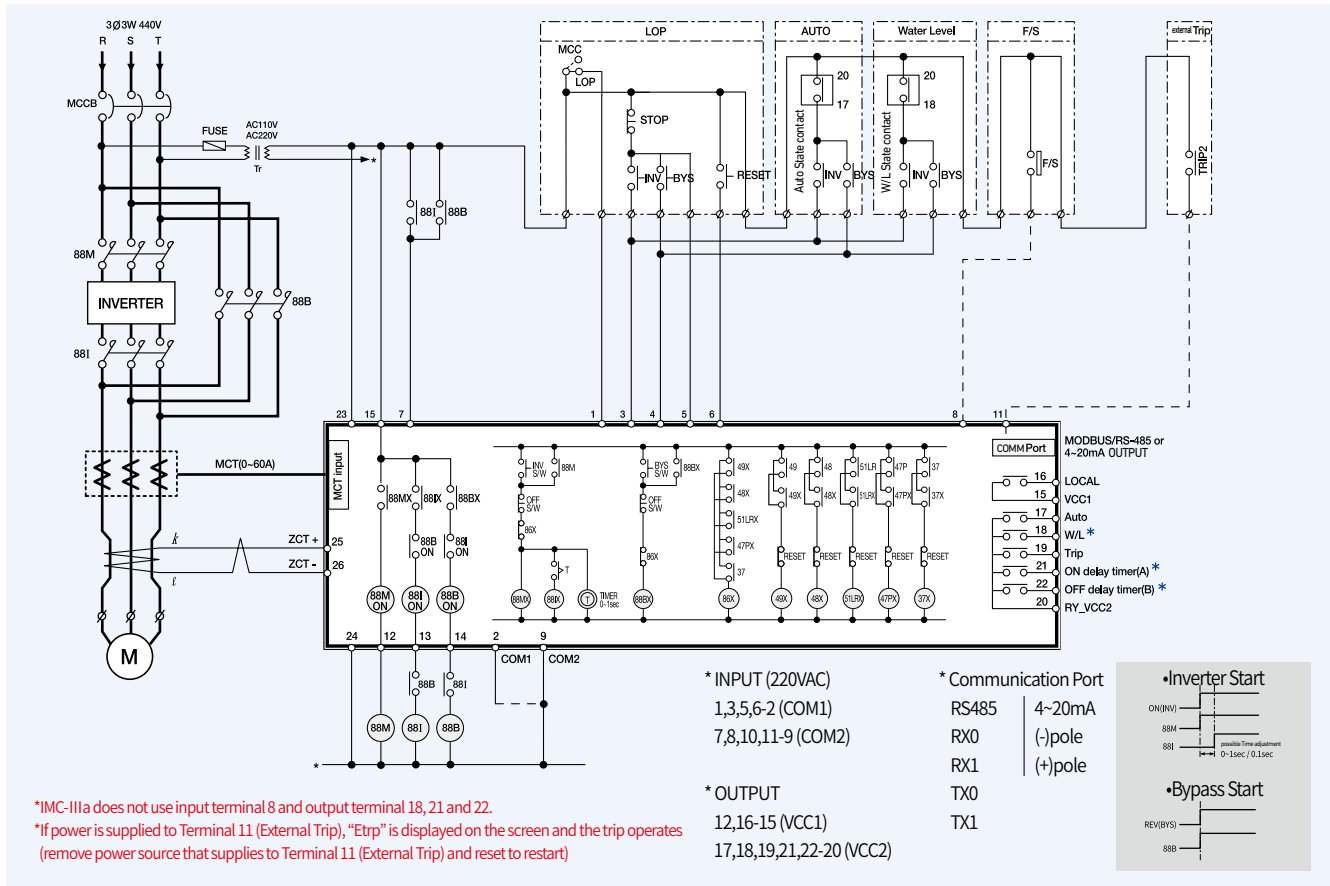 3Ø3W 440V
R S T
MCCB
FUSE
AC110V
AC220V
Tr
*
88I 88B
88M
INVERTER
88B
88I
MCT(0~60A)
k
ℓ
ZCT +
ZCT -
M
LOP
MCC
LOP
STOP
INV BYS
RESET
AUTO
20
17
Auto State contact
INV BYS
Water Level
20
18
W/L State contact
INV BYS
F/S
F/S
external Trip
TRIP2
23 15 7 1 3 4 5 6 8 11
MCT input
25
26
88MX 88IX 88BX
88B
ON
88I
ON
88M
ON
88I
ON
88B
ON
INV
S/W
88M
OFF
S/W
86X
T
88MX
88IX
T
TIMER
0~1sec
BYS
S/W
88BX
OFF
S/W
86X
88BX
49X
48X
51LRX
47PX
37
86X
49 48 51LR 47P 37
49X 48X 51LRX 47PX 37X
RESET RESET RESET RESET RESET
49X 48X 51LRX 47PX 37X
COMM Port
MODBUS/RS-485 or
4~20mA OUTPUT
16 LOCAL
15 VCC1
17 Auto
18 W/L *
19 Trip
21 ON delay timer(A) *
22 OFF delay timer(B) *
20 RY_VCC2
24 12 13 14 2 9
COM1 COM2
88B 88I
88M 88I 88B
*
* INPUT (220VAC)
1,3,5,6-2 (COM1)
7,8,10,11-9 (COM2)
* OUTPUT
12,16-15 (VCC1)
17,18,19,21,22-20 (VCC2)
* Communication Port
RS485 4~20mA
RX0 (-)pole
RX1 (+)pole
TX0
TX1
•Inverter Start
ON(INV)
88M
88I
possible Time adjustment
0~1sec / 0.1sec
•Bypass Start
REV(BYS)
88B
*IMC-IIIa does not use input terminal 8 and output terminal 18, 21 and 22.
*If power is supplied to Terminal 11 (External Trip), “Etrp” is displayed on the screen and the trip operates
(remove power source that supplies to Terminal 11 (External Trip) and reset to restart)